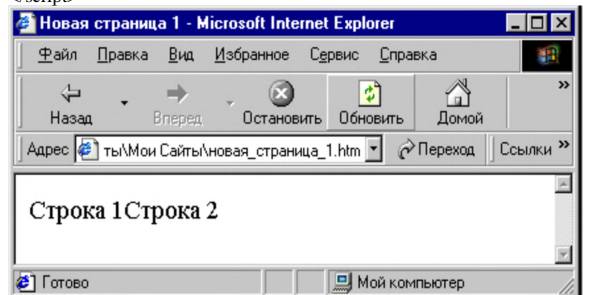 </script>
Новая страница 1 - Microsoft Internet Explorer
Файл Правка Вид Избранное Сервис Справка
Назад Вперед Остановить Обновить Домой »
Адрес ты\Мои Сайты\новая_страница_1.htm Переход Ссылки »
Строка 1Строка 2
Готово Мой компьютер